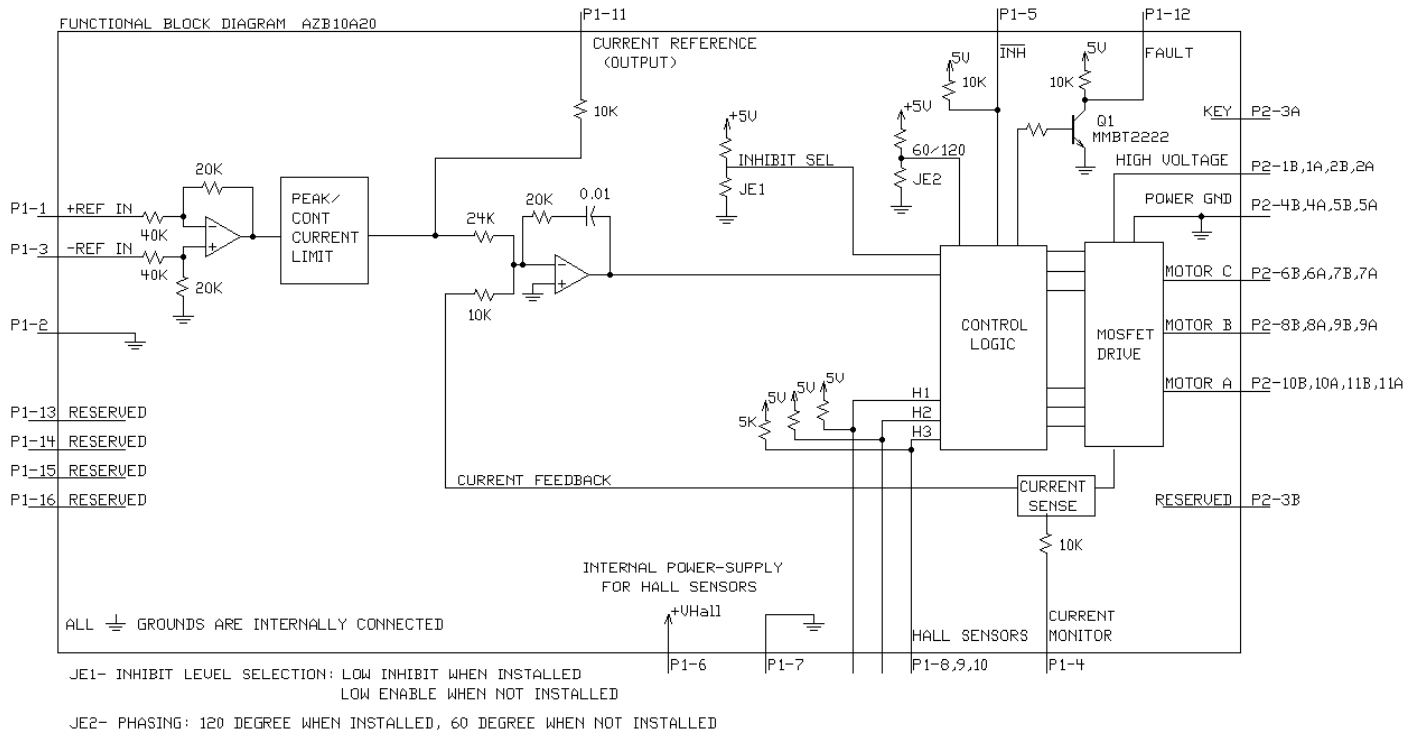 P1-11
P1-5
P1-12
FUNCTIONAL BLOCK DIAGRAM AZB10A20
CURRENT REFERENCE
(OUTPUT)
INH
FAULT
5V
10K
5V
10K
10K
Q1
MMBT2222
KEY P2-3A
+5V
INHIBIT SEL
JE1
+5V
60/120
JE2
HIGH VOLTAGE P2-1B,1A,2B,2A
POWER GND P2-4B,4A,5B,5A
20K
P1-1 +REF IN
40K
P1-3 -REF IN
40K
20K
PEAK/
CONT
CURRENT
LIMIT
24K
20K
0.01
10K
P1-2
CONTROL
LOGIC
MOSFET
DRIVE
MOTOR C P2-6B,6A,7B,7A
MOTOR B P2-8B,8A,9B,9A
MOTOR A P2-10B,10A,11B,11A
5V
5V
5V
5K
H1
H2
H3
P1-13 RESERVED
P1-14 RESERVED
P1-15 RESERVED
P1-16 RESERVED
CURRENT FEEDBACK
CURRENT
SENSE
RESERVED P2-3B
10K
INTERNAL POWER-SUPPLY
FOR HALL SENSORS
+VHall
ALL GROUNDS ARE INTERNALLY CONNECTED
HALL SENSORS
CURRENT
MONITOR
P1-6
P1-7
P1-8,9,10
P1-4
JE1- INHIBIT LEVEL SELECTION: LOW INHIBIT WHEN INSTALLED
LOW ENABLE WHEN NOT INSTALLED
JE2- PHASING: 120 DEGREE WHEN INSTALLED, 60 DEGREE WHEN NOT INSTALLED